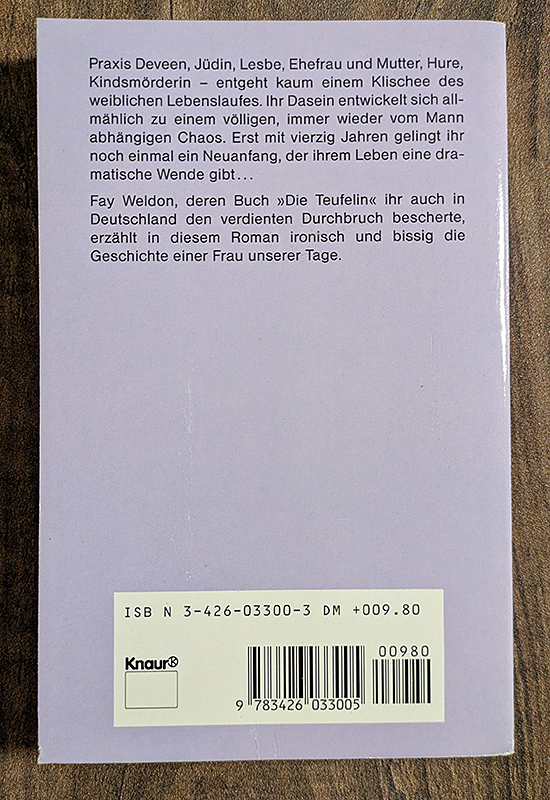 Praxis Deveen, Jüdin, Lesbe, Ehefrau und Mutter, Hure,
Kindsmörderin – entgeht kaum einem Klischee des
weiblichen Lebenslaufes. Ihr Dasein entwickelt sich all-
mählich zu einem völligen, immer wieder vom Mann
abhängigen Chaos. Erst mit vierzig Jahren gelingt ihr
noch einmal ein Neuanfang, der ihrem Leben eine dra-
matische Wende gibt...
Fay Weldon, deren Buch »Die Teufelin« ihr auch in
Deutschland den verdienten Durchbruch bescherte,
erzählt in diesem Roman ironisch und bissig die
Geschichte einer Frau unserer Tage.
ISB N 3-426-03300-3 DM +009.80
Knaur®
00980
9 783426 033005